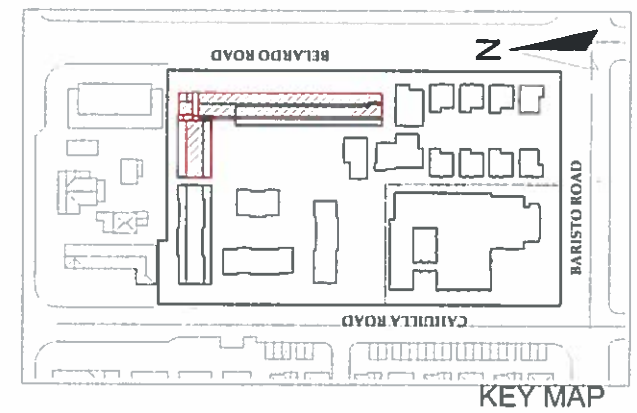 BELARDO ROAD
N
BARISTO ROAD
CAHUILLA ROAD
KEY MAP